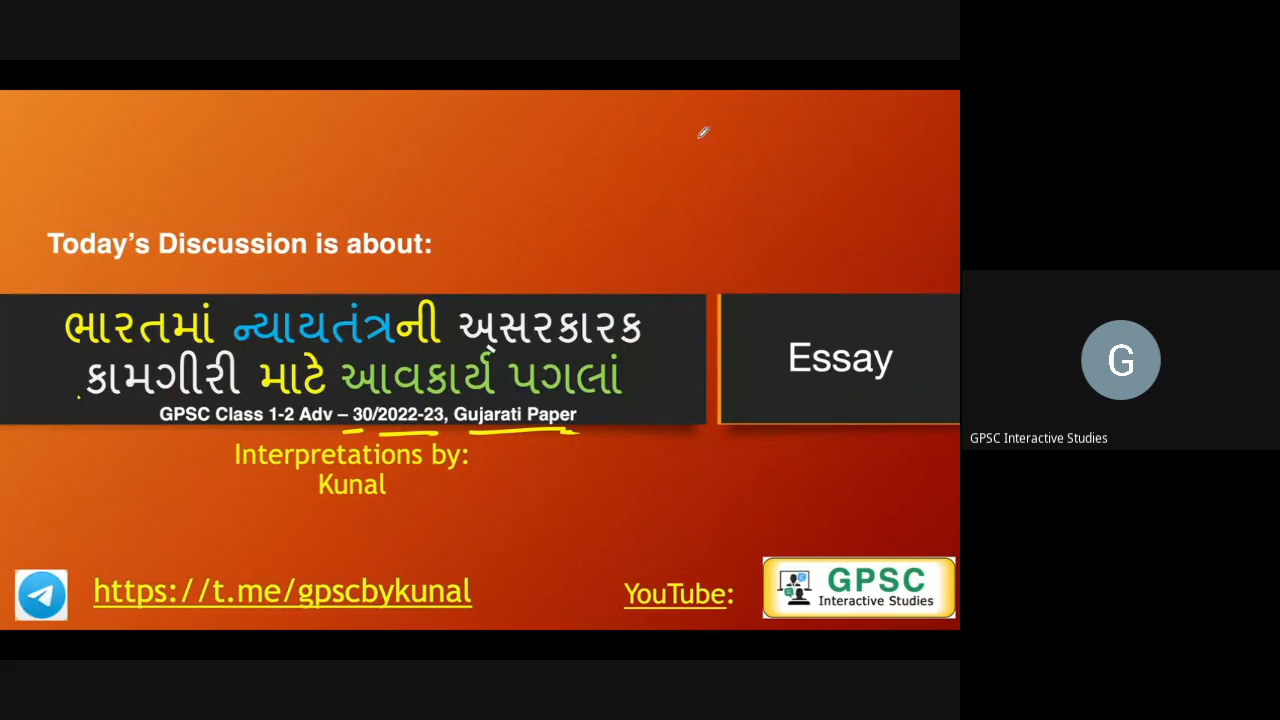 Today's Discussion is about:
ભારતમાં ન્યાયતંત્રની અસરકારક
કામગીરી માટે આવકાર્ય પગલાં
GPSC Class 1-2 Adv – 30/2022-23, Gujarati Paper
Essay
Interpretations by:
Kunal
https://t.me/gpscbykunal
YouTube:
GPSC
Interactive Studies
G
GPSC Interactive Studies